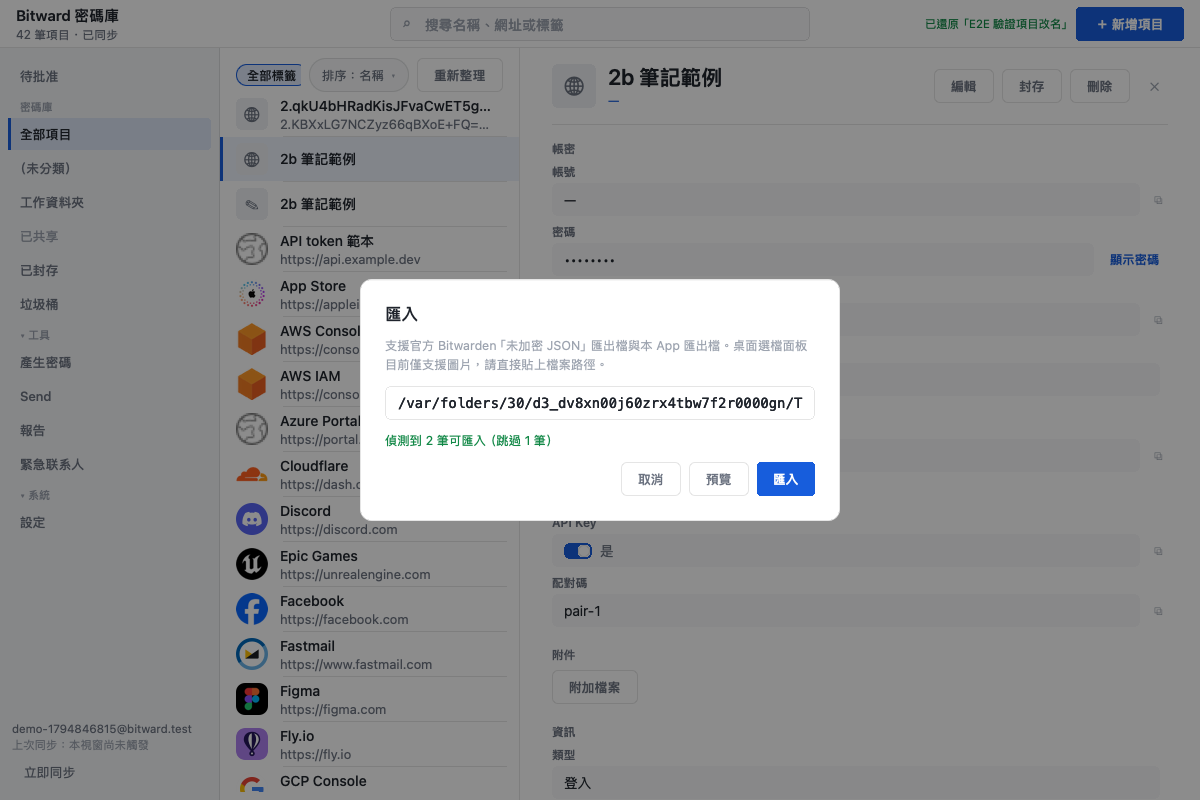 Bitward 密碼庫
42 筆項目・已同步
搜尋名稱、網址或標籤
已還原「E2E 驗證項目改名」
+ 新增項目
待批准
密碼庫
全部項目
(未分類)
工作資料夾
已共享
已封存
垃圾桶
• 工具
產生密碼
Send
報告
緊急联系人
• 系統
設定
demo-1794846815@bitward.test
上次同步：本視窗尚未觸發
立即同步
全部標籤
排序：名稱
重新整理
2.qkU4bHRadKisJFvaCwET5g...
2.KBXxLG7NCZyz66qBXoE+FQ=...
2b 筆記範例
2b 筆記範例
API token 範本
https://api.example.dev
App Store
https://applei
AWS Consol
https://conso
AWS IAM
https://conso
Azure Portal
https://portal.
Cloudflare
https://dash.c
Discord
https://discord.com
Epic Games
https://unrealengine.com
Facebook
https://facebook.com
Fastmail
https://www.fastmail.com
Figma
https://figma.com
Fly.io
https://fly.io
GCP Console
2b 筆記範例
—
編輯
封存
刪除
帳密
帳號
—
密碼
••••••••
顯示密碼
匯入
支援官方 Bitwarden「未加密 JSON」匯出檔與本 App 匯出檔。桌面選檔面板
目前僅支援圖片，請直接貼上檔案路徑。
/var/folders/30/d3_dv8xn00j60zrx4tbw7f2r0000gn/T
偵測到 2 筆可匯入（跳過 1 筆）
取消
預覽
匯入
API Key
是
配對碼
pair-1
附件
附加檔案
資訊
類型
登入